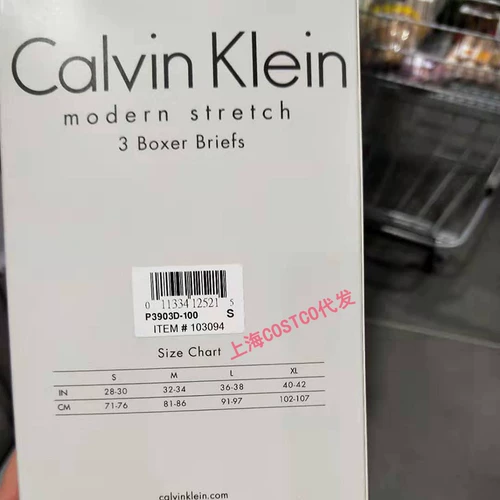 Calvin Klein
modern stretch
3 Boxer Briefs
0 11334 12521 5
P3903D-100 S
ITEM # 103094
上海COSTCO代发
Size Chart
S M L XL
IN 28-30 32-34 36-38 40-42
CM 71-76 81-86 91-97 102-107
calvinklein.com